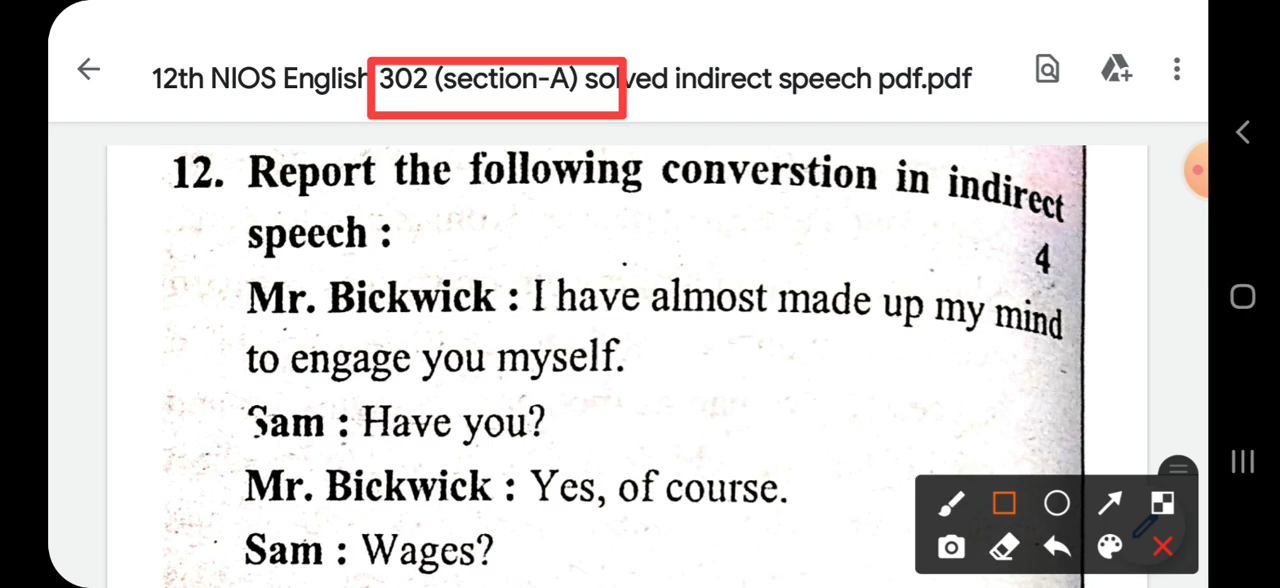 12th NIOS English 302 (section-A) solved indirect speech pdf.pdf
12. Report the following converstion in indirect
speech :
4
Mr. Bickwick : I have almost made up my mind
to engage you myself.
Sam : Have you?
Mr. Bickwick : Yes, of course.
Sam : Wages?